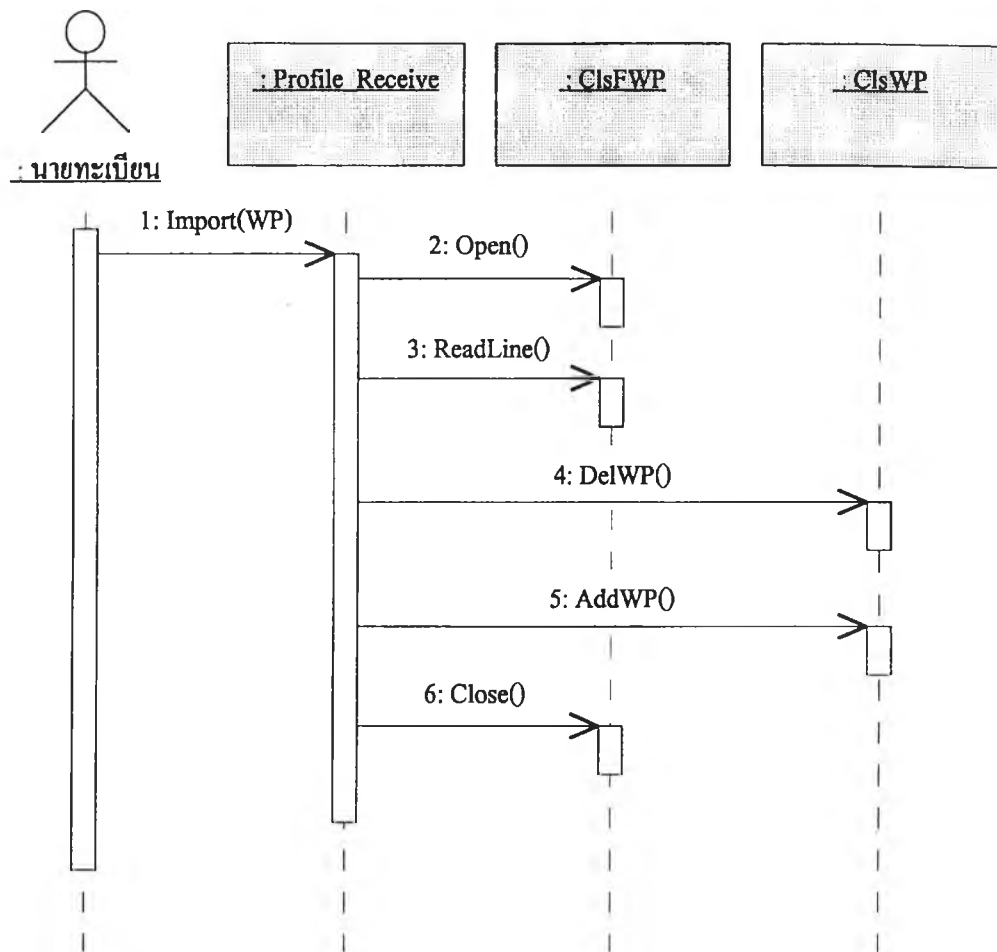 : Profile_Receive
: ClsFWP
: ClsWP
: นายทะเบียน
1: Import(WP)
2: Open()
3: ReadLine()
4: DelWP()
5: AddWP()
6: Close()